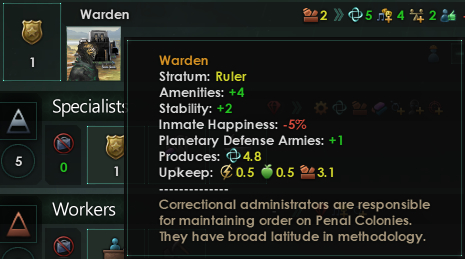 Warden
2 5 4 2
1
Warden
Stratum: Ruler
Amenities: +4
Stability: +2
Inmate Happiness: -5%
Planetary Defense Armies: +1
Produces: 4.8
Upkeep: 0.5 0.5 3.1
--------------
Correctional administrators are responsible
for maintaining order on Penal Colonies.
They have broad latitude in methodology.
Specialists
5
0
1
Workers